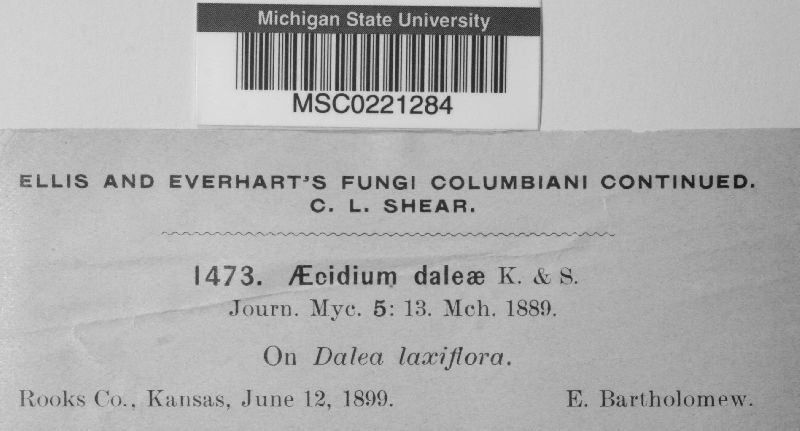 Michigan State University
MSC0221284
ELLIS AND EVERHART'S FUNGI COLUMBIANI CONTINUED.
C. L. SHEAR.
1473. Æcidium daleæ K. & S.
Journ. Myc. 5: 13. Mch. 1889.
On Dalea laxiflora.
Rooks Co., Kansas, June 12, 1899. E. Bartholomew.